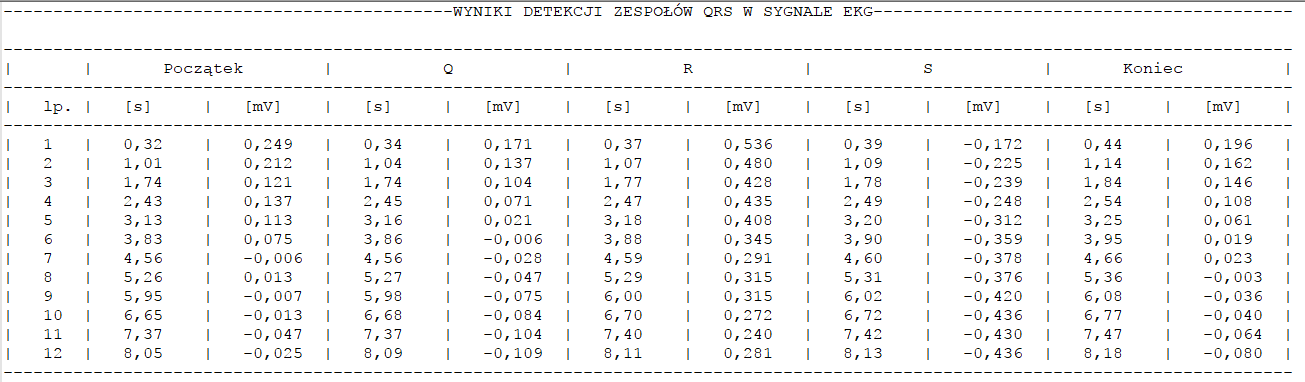 -----------------------------------------WYNIKI DETEKCJI ZESPOŁÓW QRS W SYGNALE EKG-----------------------------------------
| | Początek | Q | R | S | Koniec |
| lp. | [s] | [mV] | [s] | [mV] | [s] | [mV] | [s] | [mV] | [s] | [mV] |
| 1 | 0,32 | 0,249 | 0,34 | 0,171 | 0,37 | 0,536 | 0,39 | -0,172 | 0,44 | 0,196 |
| 2 | 1,01 | 0,212 | 1,04 | 0,137 | 1,07 | 0,480 | 1,09 | -0,225 | 1,14 | 0,162 |
| 3 | 1,74 | 0,121 | 1,74 | 0,104 | 1,77 | 0,428 | 1,78 | -0,239 | 1,84 | 0,146 |
| 4 | 2,43 | 0,137 | 2,45 | 0,071 | 2,47 | 0,435 | 2,49 | -0,248 | 2,54 | 0,108 |
| 5 | 3,13 | 0,113 | 3,16 | 0,021 | 3,18 | 0,408 | 3,20 | -0,312 | 3,25 | 0,061 |
| 6 | 3,83 | 0,075 | 3,86 | -0,006 | 3,88 | 0,345 | 3,90 | -0,359 | 3,95 | 0,019 |
| 7 | 4,56 | -0,006 | 4,56 | -0,028 | 4,59 | 0,291 | 4,60 | -0,378 | 4,66 | 0,023 |
| 8 | 5,26 | 0,013 | 5,27 | -0,047 | 5,29 | 0,315 | 5,31 | -0,376 | 5,36 | -0,003 |
| 9 | 5,95 | -0,007 | 5,98 | -0,075 | 6,00 | 0,315 | 6,02 | -0,420 | 6,08 | -0,036 |
| 10 | 6,65 | -0,013 | 6,68 | -0,084 | 6,70 | 0,272 | 6,72 | -0,436 | 6,77 | -0,040 |
| 11 | 7,37 | -0,047 | 7,37 | -0,104 | 7,40 | 0,240 | 7,42 | -0,430 | 7,47 | -0,064 |
| 12 | 8,05 | -0,025 | 8,09 | -0,109 | 8,11 | 0,281 | 8,13 | -0,436 | 8,18 | -0,080 |